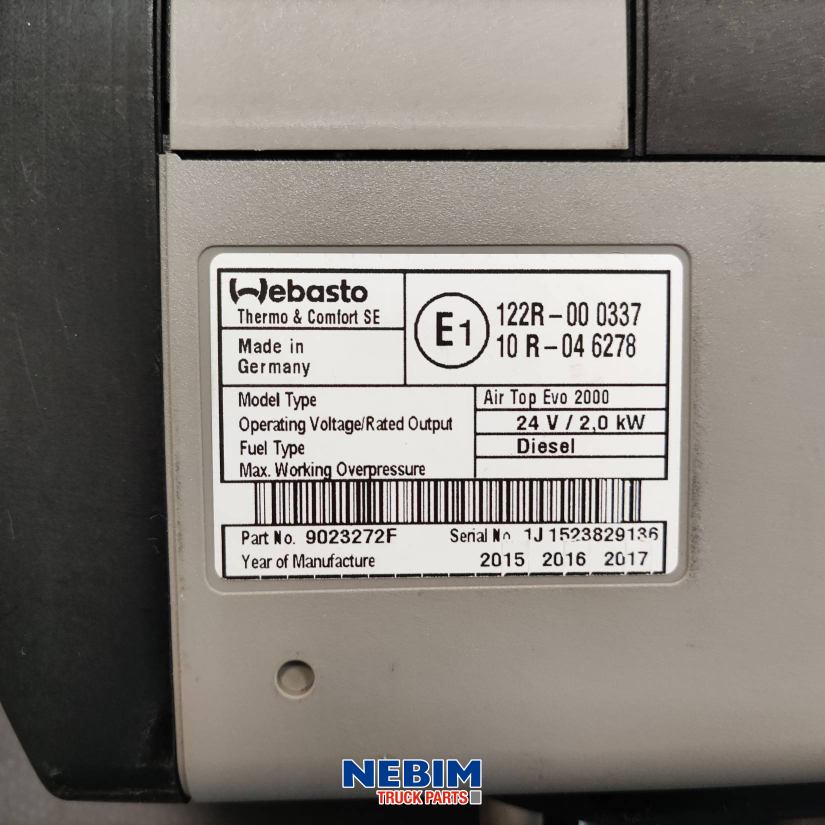 Webasto
Thermo & Comfort SE
Made in
Germany
E1
122R-00 0337
10 R-04 6278
Model Type Air Top Evo 2000
Operating Voltage/Rated Output 24 V / 2,0 kW
Fuel Type Diesel
Max. Working Overpressure
Part No. 9023272F Serial No. 1J1523829136
Year of Manufacture 2015 2016 2017
NEBIM
TRUCK PARTS